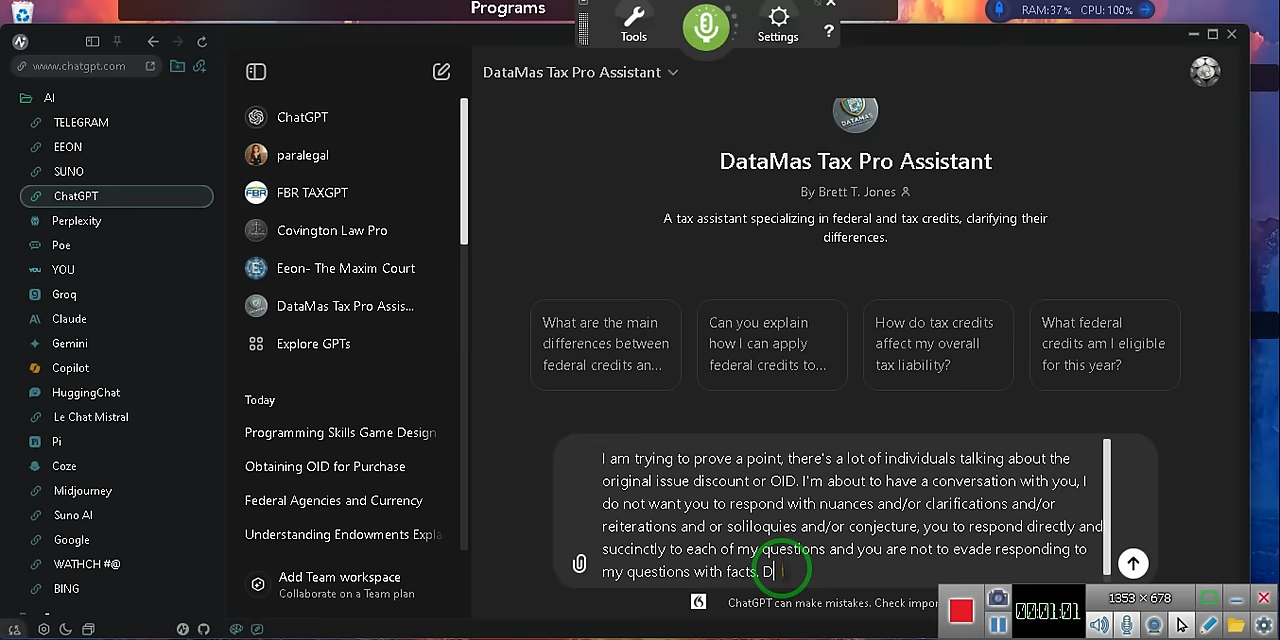 Programs
RAM:37% CPU:100%
Tools
Settings
?
www.chatgpt.com
AI
TELEGRAM
EEON
SUNO
ChatGPT
Perplexity
Poe
YOU
Groq
Claude
Gemini
Copilot
HuggingChat
Le Chat Mistral
Pi
Coze
Midjourney
Suno AI
Google
WATHCH #@
BING
ChatGPT
paralegal
FBR TAXGPT
Covington Law Pro
Eeon- The Maxim Court
DataMas Tax Pro Assis...
Explore GPTs
Today
Programming Skills Game Design
Obtaining OID for Purchase
Federal Agencies and Currency
Understanding Endowments Expla
Add Team workspace
Collaborate on a Team plan
DataMas Tax Pro Assistant
DATAMAS
DataMas Tax Pro Assistant
By Brett T. Jones
A tax assistant specializing in federal and tax credits, clarifying their
differences.
What are the main
differences between
federal credits an...
Can you explain
how I can apply
federal credits to...
How do tax credits
affect my overall
tax liability?
What federal
credits am I eligible
for this year?
I am trying to prove a point, there's a lot of individuals talking about the
original issue discount or OID. I'm about to have a conversation with you, I
do not want you to respond with nuances and/or clarifications and/or
reiterations and or soliloquies and/or conjecture, you to respond directly and
succinctly to each of my questions and you are not to evade responding to
my questions with facts. D
ChatGPT can make mistakes. Check impor
1353 × 678
00:01:01